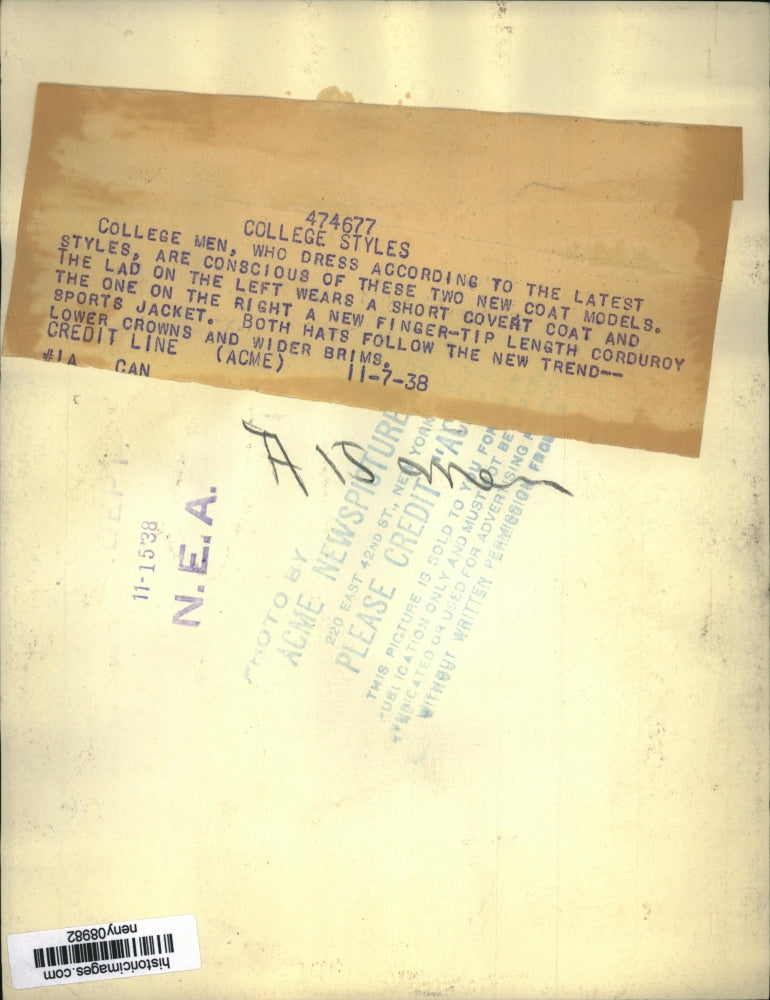 474677
COLLEGE STYLES
COLLEGE MEN, WHO DRESS ACCORDING TO THE LATEST
STYLES, ARE CONSCIOUS OF THESE TWO NEW COAT MODELS.
THE LAD ON THE LEFT WEARS A SHORT COVERT COAT AND
THE ONE ON THE RIGHT A NEW FINGER-TIP LENGTH CORDUROY
SPORTS JACKET. BOTH HATS FOLLOW THE NEW TREND--
LOWER CROWNS AND WIDER BRIMS.
CREDIT LINE (ACME) 11-7-38
#1A CAN
11-15'38
N.E.A.
PHOTO BY
ACME NEWSPICTURE
220 EAST 42ND ST., NEW YORK
PLEASE CREDIT "AC
THIS PICTURE IS SOLD TO YOU FOR
PUBLICATION ONLY AND MUST NOT BE
SYNDICATED OR USED FOR ADVERTISING
WITHOUT WRITTEN PERMISSION FROM
historicimages.com
neny08982